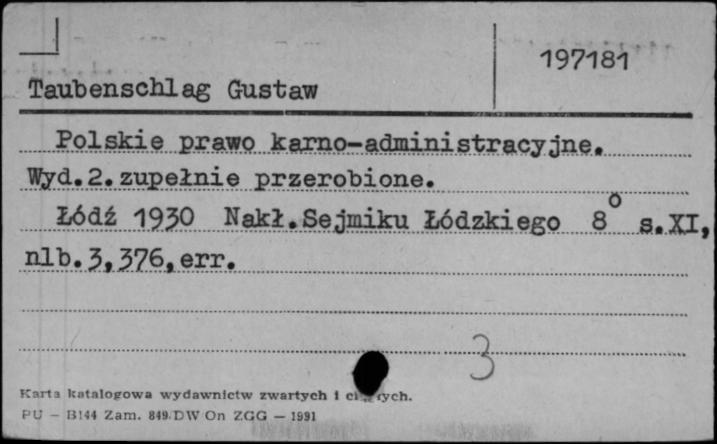 197181
Taubenschlag Gustaw
Polskie prawo karno-administracyjne.
Wyd.2.zupełnie przerobione.
Łódź 1930 Nakł.Sejmiku Łódzkiego 8⁰ s.XI,
nlb.3,376,err.
3
Karta katalogowa wydawnictw zwartych i
PU – B144 Zam. 849/DW On ZGG – 1991